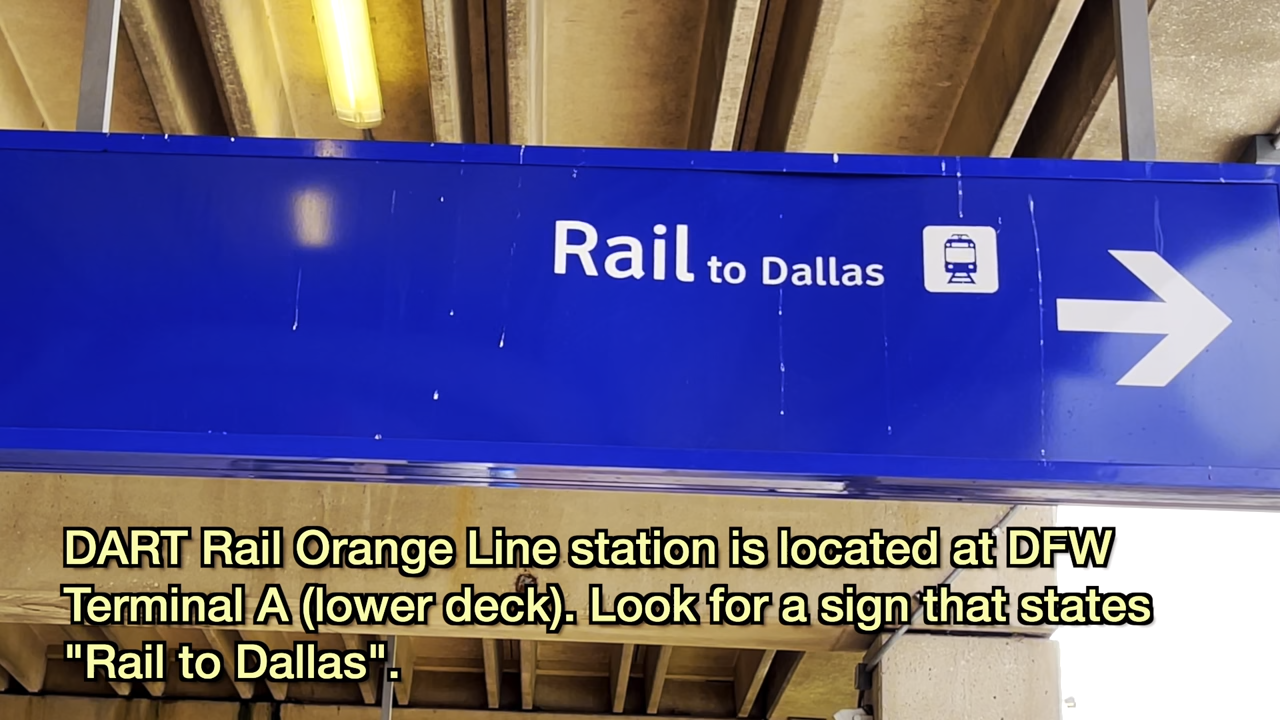 Rail to Dallas
DART Rail Orange Line station is located at DFW
Terminal A (lower deck). Look for a sign that states
"Rail to Dallas".